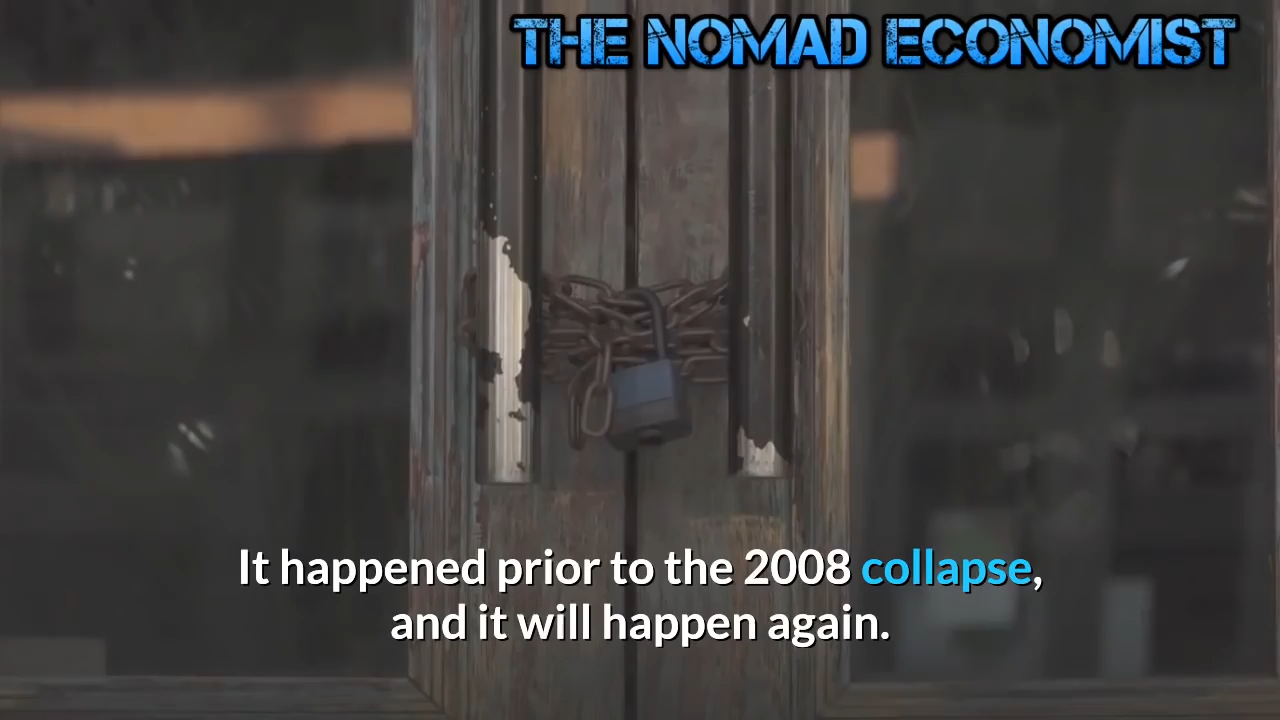 THE NOMAD ECONOMIST
It happened prior to the 2008 collapse,
and it will happen again.